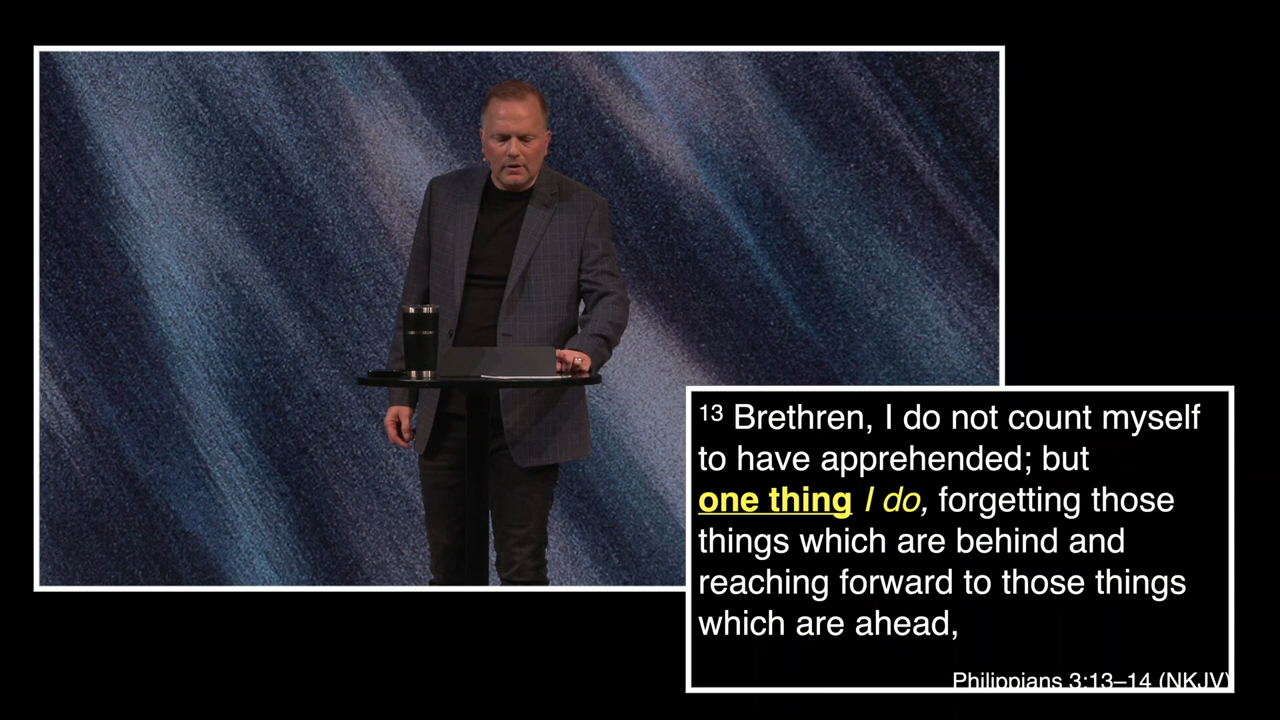 13 Brethren, I do not count myself
to have apprehended; but
one thing I do, forgetting those
things which are behind and
reaching forward to those things
which are ahead,
Philippians 3:13–14 (NKJV)